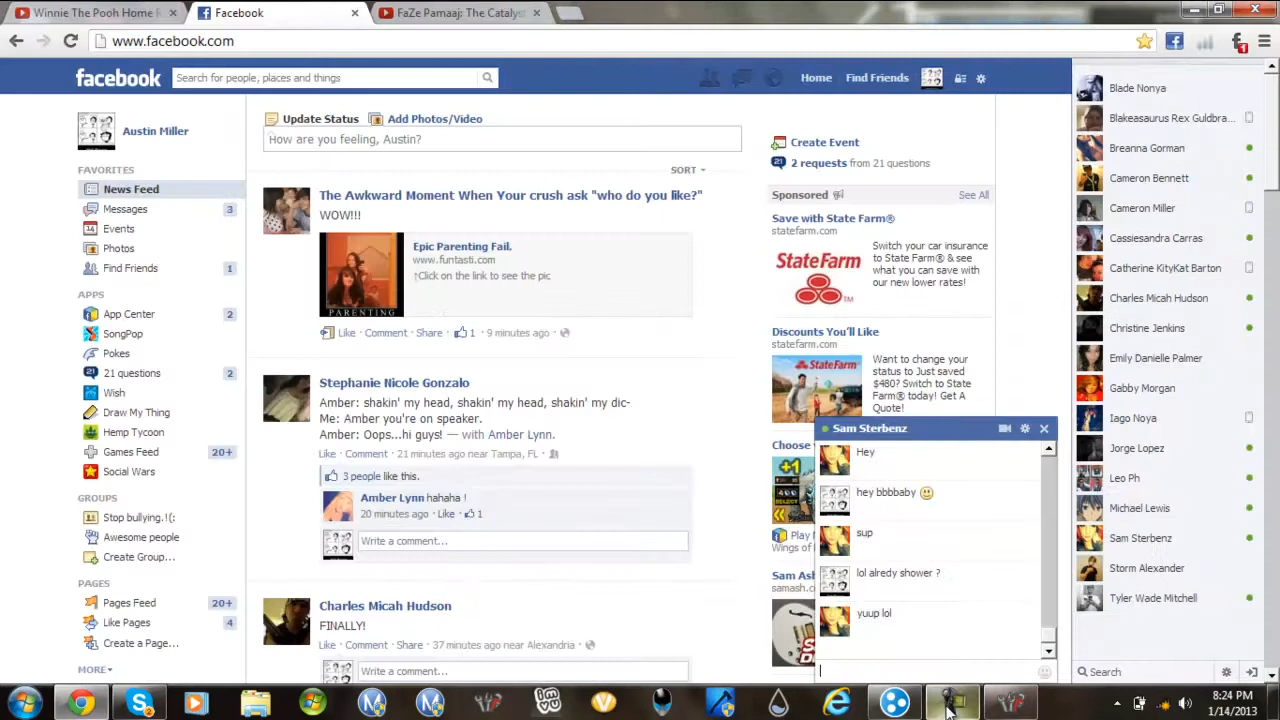 Winnie The Pooh Home R
Facebook
FaZe Pamaaj: The Catalyst
www.facebook.com
1
facebook
Search for people, places and things
Home
Find Friends
Austin Miller
FAVORITES
News Feed
Messages 3
Events
Photos
Find Friends 1
APPS
App Center 2
SongPop
Pokes
21 questions 2
Wish
Draw My Thing
Hemp Tycoon
Games Feed 20+
Social Wars
GROUPS
Stop bullying.!(:
Awesome people
Create Group...
PAGES
Pages Feed 20+
Like Pages 4
Create a Page...
MORE
Update Status Add Photos/Video
How are you feeling, Austin?
SORT
The Awkward Moment When Your crush ask "who do you like?"
WOW!!!
Epic Parenting Fail.
www.funtasti.com
↑Click on the link to see the pic
PARENTING
Like · Comment · Share · 1 · 9 minutes ago ·
Stephanie Nicole Gonzalo
Amber: shakin' my head, shakin' my head, shakin' my dic-
Me: Amber you're on speaker.
Amber: Oops...hi guys! — with Amber Lynn.
Like · Comment · 21 minutes ago near Tampa, FL ·
3 people like this.
Amber Lynn hahaha !
20 minutes ago · Like · 1
Write a comment...
Charles Micah Hudson
FINALLY!
Like · Comment · Share · 37 minutes ago near Alexandria ·
Write a comment...
Create Event
2 requests from 21 questions
Sponsored See All
Save with State Farm®
statefarm.com
StateFarm™
Switch your car insurance
to State Farm® & see
what you can save with
our new lower rates!
Discounts You'll Like
statefarm.com
StateFarm
Want to change your
status to Just saved
$480? Switch to State
Farm® today! Get A
Quote!
Choose
+1
400
Play
Wings of
Sam Ash
samash.c
Sam Sterbenz
Hey
hey bbbaby
sup
lol alredy shower ?
yuup lol
Blade Nonya
Blakeasaurus Rex Guldbra...
Breanna Gorman
Cameron Bennett
Cameron Miller
Cassiesandra Carras
Catherine KityKat Barton
Charles Micah Hudson
Christine Jenkins
Emily Danielle Palmer
Gabby Morgan
Iago Noya
Jorge Lopez
Leo Ph
Michael Lewis
Sam Sterbenz
Storm Alexander
Tyler Wade Mitchell
Search
imvu
8:24 PM
1/14/2013